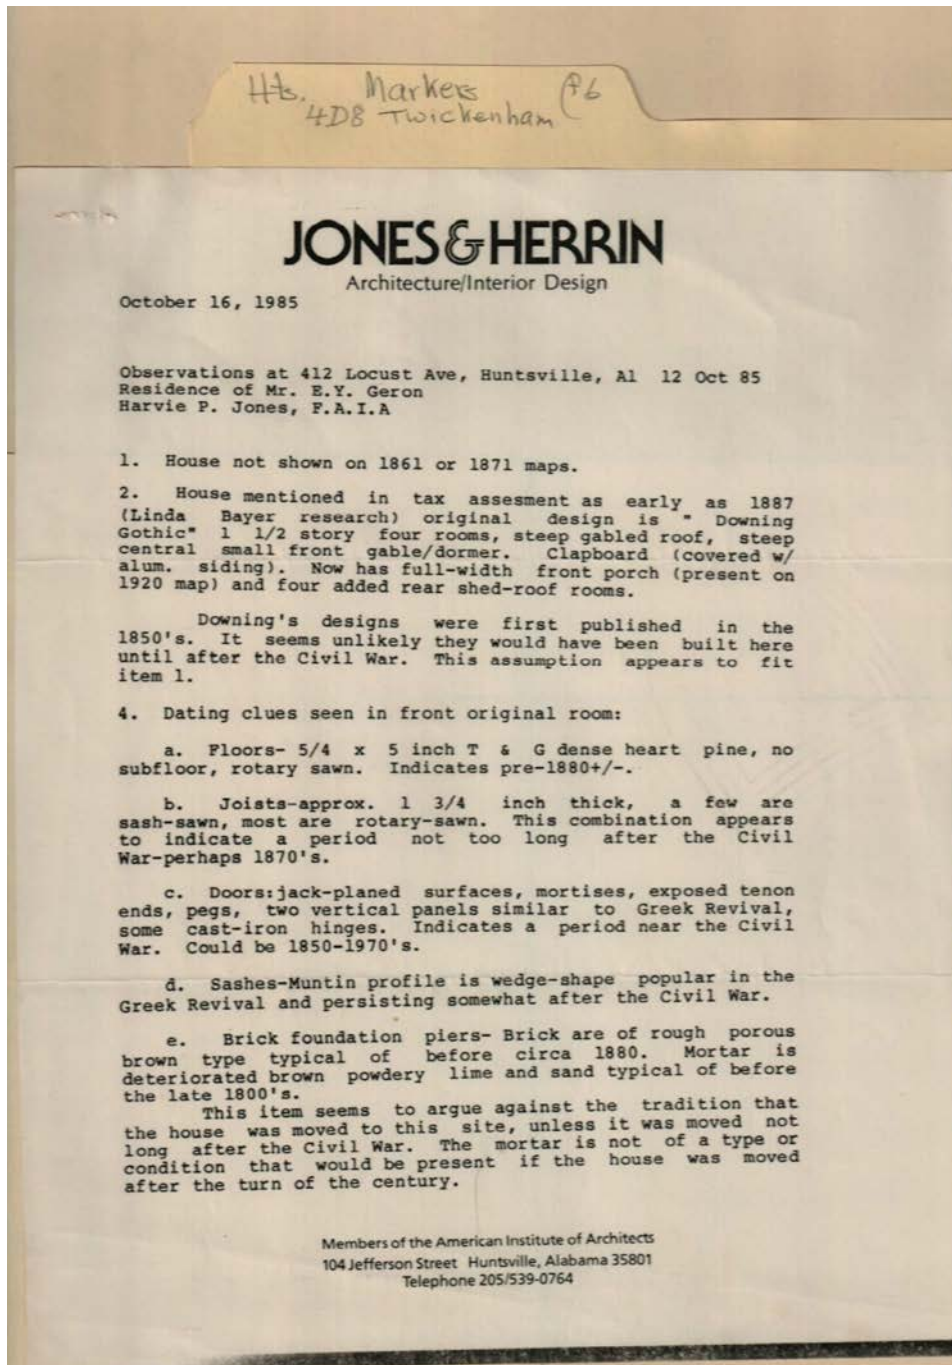 Hts. Markers P6
4D8 Twickenham
JONES & HERRIN
Architecture/Interior Design
October 16, 1985
Observations at 412 Locust Ave, Huntsville, Al 12 Oct 85
Residence of Mr. E.Y. Geron
Harvie P. Jones, F.A.I.A
1. House not shown on 1861 or 1871 maps.
2. House mentioned in tax assesment as early as 1887
(Linda Bayer research) original design is " Downing
Gothic" 1 1/2 story four rooms, steep gabled roof, steep
central small front gable/dormer. Clapboard (covered w/
alum. siding). Now has full-width front porch (present on
1920 map) and four added rear shed-roof rooms.
Downing's designs were first published in the
1850's. It seems unlikely they would have been built here
until after the Civil War. This assumption appears to fit
item 1.
4. Dating clues seen in front original room:
a. Floors- 5/4 x 5 inch T & G dense heart pine, no
subfloor, rotary sawn. Indicates pre-1880+/-.
b. Joists-approx. 1 3/4 inch thick, a few are
sash-sawn, most are rotary-sawn. This combination appears
to indicate a period not too long after the Civil
War-perhaps 1870's.
c. Doors:jack-planed surfaces, mortises, exposed tenon
ends, pegs, two vertical panels similar to Greek Revival,
some cast-iron hinges. Indicates a period near the Civil
War. Could be 1850-1970's.
d. Sashes-Muntin profile is wedge-shape popular in the
Greek Revival and persisting somewhat after the Civil War.
e. Brick foundation piers- Brick are of rough porous
brown type typical of before circa 1880. Mortar is
deteriorated brown powdery lime and sand typical of before
the late 1800's.
This item seems to argue against the tradition that
the house was moved to this site, unless it was moved not
long after the Civil War. The mortar is not of a type or
condition that would be present if the house was moved
after the turn of the century.
Members of the American Institute of Architects
104 Jefferson Street Huntsville, Alabama 35801
Telephone 205/539-0764